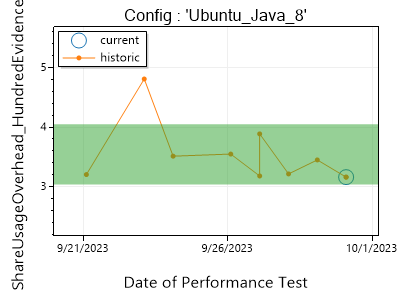 Config : 'Ubuntu_Java_8'
current
historic
ShareUsageOverhead_HundredEvidence
5
4
3
9/21/2023
9/26/2023
10/1/2023
Date of Performance Test